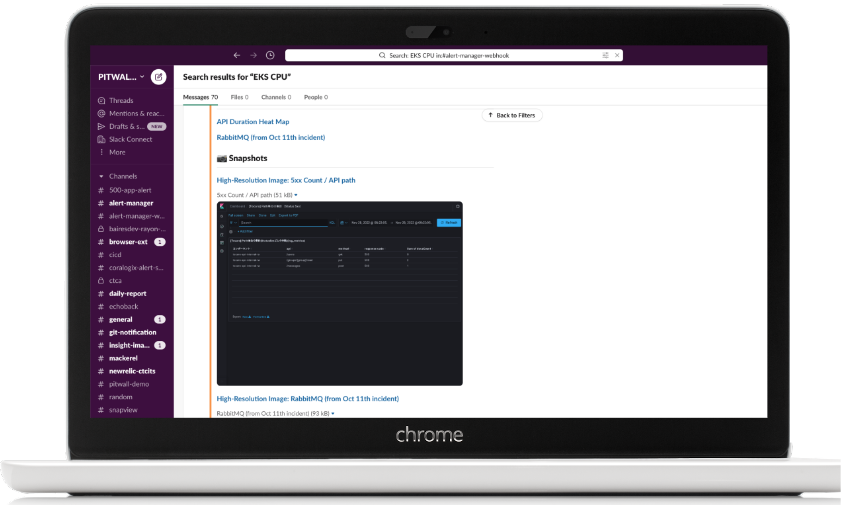 Search: EKS CPU in:#alert-manager-webhook
PITWAL...
Search results for "EKS CPU"
Messages 70
Files 0
Channels 0
People 0
Threads
Mentions & reac...
Drafts & s...
NEW
Slack Connect
More
Channels
# 500-app-alert
# alert-manager
# alert-manager-w...
bairesdev-rayon-...
# browser-ext 1
# cicd
# coralogix-alert-s...
ctca
# daily-report
# echoback
# general 1
# git-notification
# insight-ima... 1
# mackerel
# newrelic-ctcits
# pitwall-demo
# random
# snapview
↑ Back to Filters
API Duration Heat Map
RabbitMQ (from Oct 11th incident)
Snapshots
High-Resolution Image: 5xx Count / API path
5xx Count / API path (51 kB)
High-Resolution Image: RabbitMQ (from Oct 11th incident)
RabbitMQ (from Oct 11th incident) (93 kB)
chrome